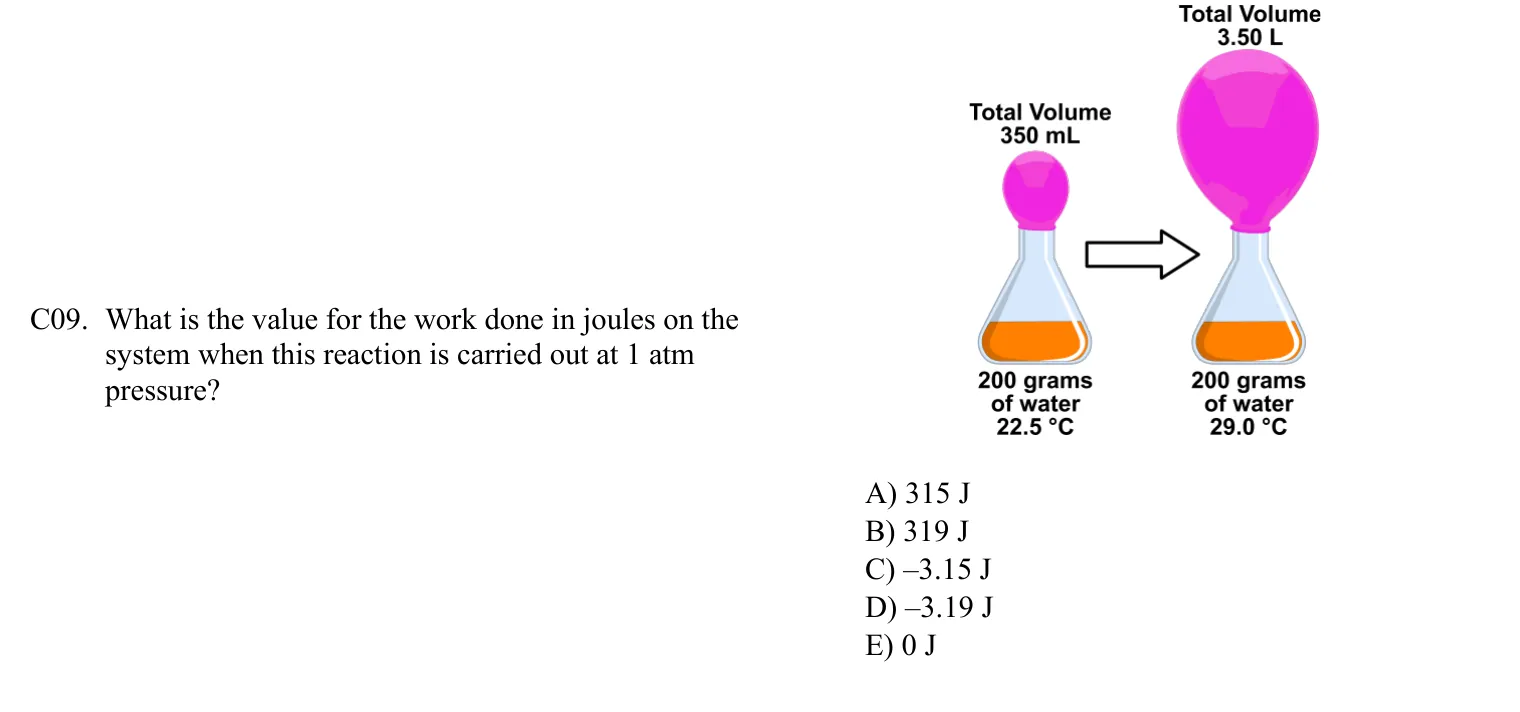 Total Volume
3.50 L
Total Volume
350 mL
C09. What is the value for the work done in joules on the
system when this reaction is carried out at 1 atm
pressure?
200 grams
of water
22.5 °C
200 grams
of water
29.0 °C
A) 315 J
B) 319 J
C) –3.15 J
D) –3.19 J
E) 0 J